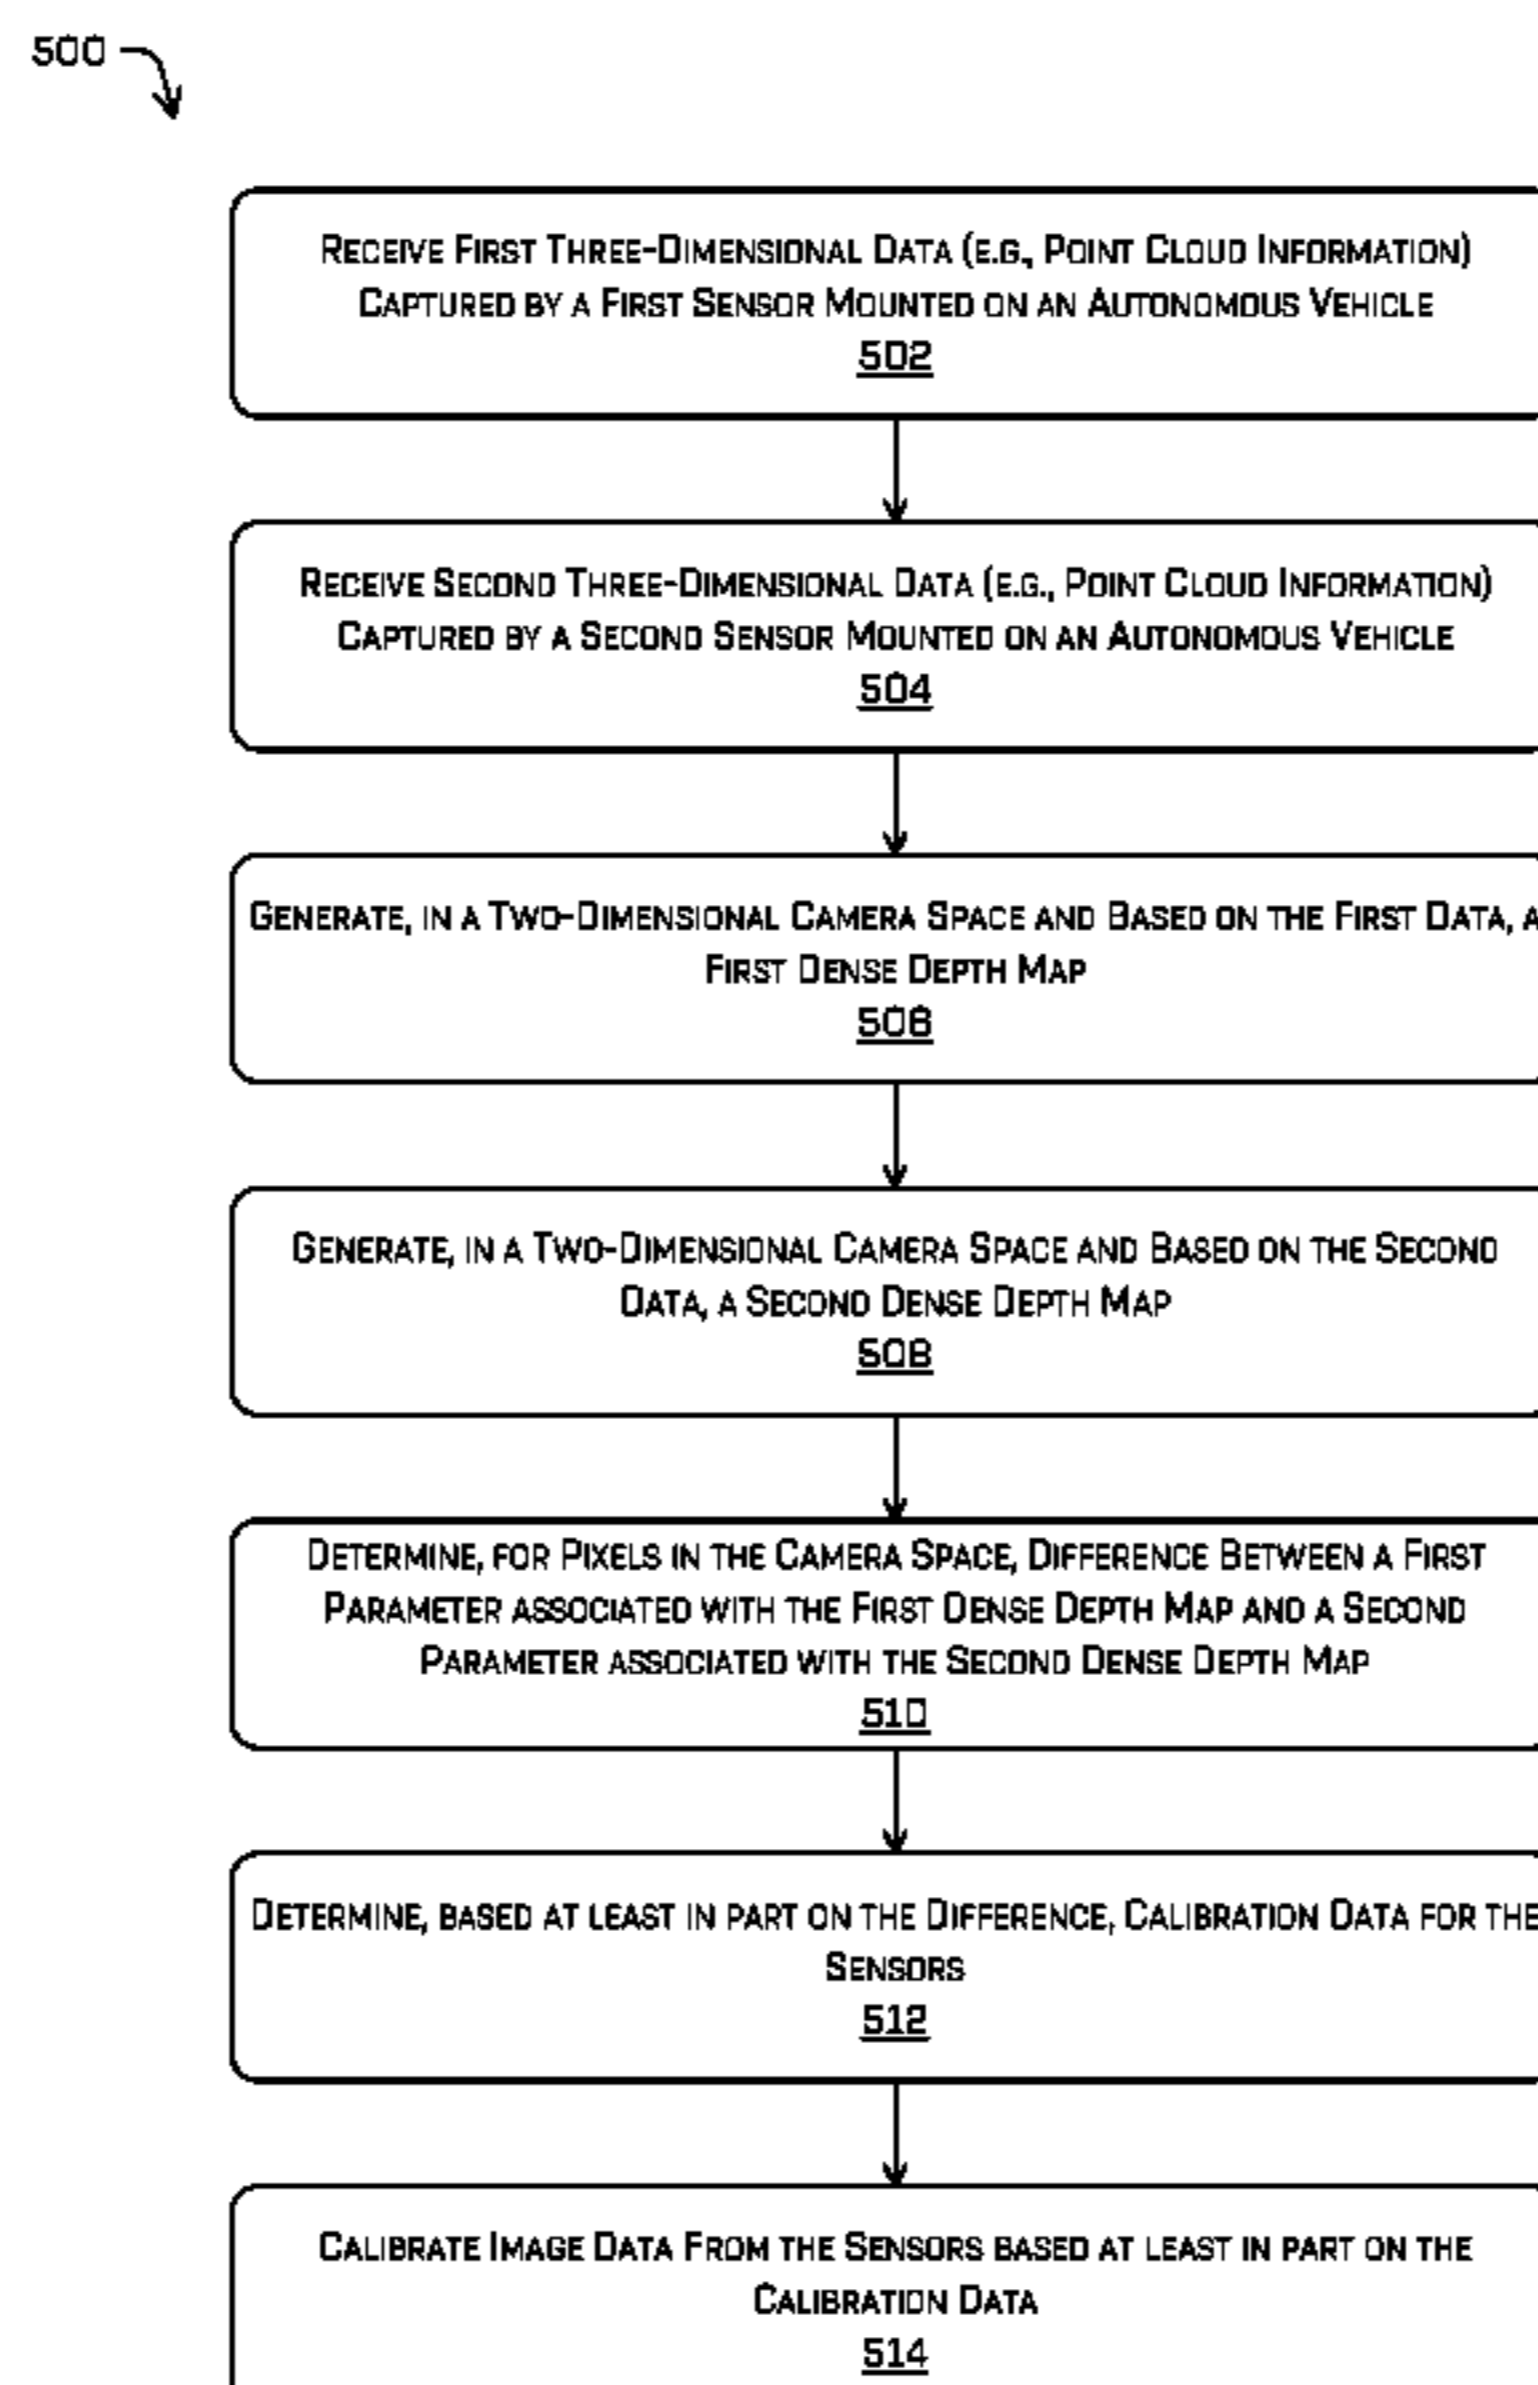 500
Receive First Three-Dimensional Data (e.g., Point Cloud Information)
Captured by a First Sensor Mounted on an Autonomous Vehicle
502
Receive Second Three-Dimensional Data (e.g., Point Cloud Information)
Captured by a Second Sensor Mounted on an Autonomous Vehicle
504
Generate, in a Two-Dimensional Camera Space and Based on the First Data, a
First Dense Depth Map
506
Generate, in a Two-Dimensional Camera Space and Based on the Second
Data, a Second Dense Depth Map
508
Determine, for Pixels in the Camera Space, Difference Between a First
Parameter associated with the First Dense Depth Map and a Second
Parameter associated with the Second Dense Depth Map
510
Determine, based at least in part on the Difference, Calibration Data for the
Sensors
512
Calibrate Image Data From the Sensors based at least in part on the
Calibration Data
514